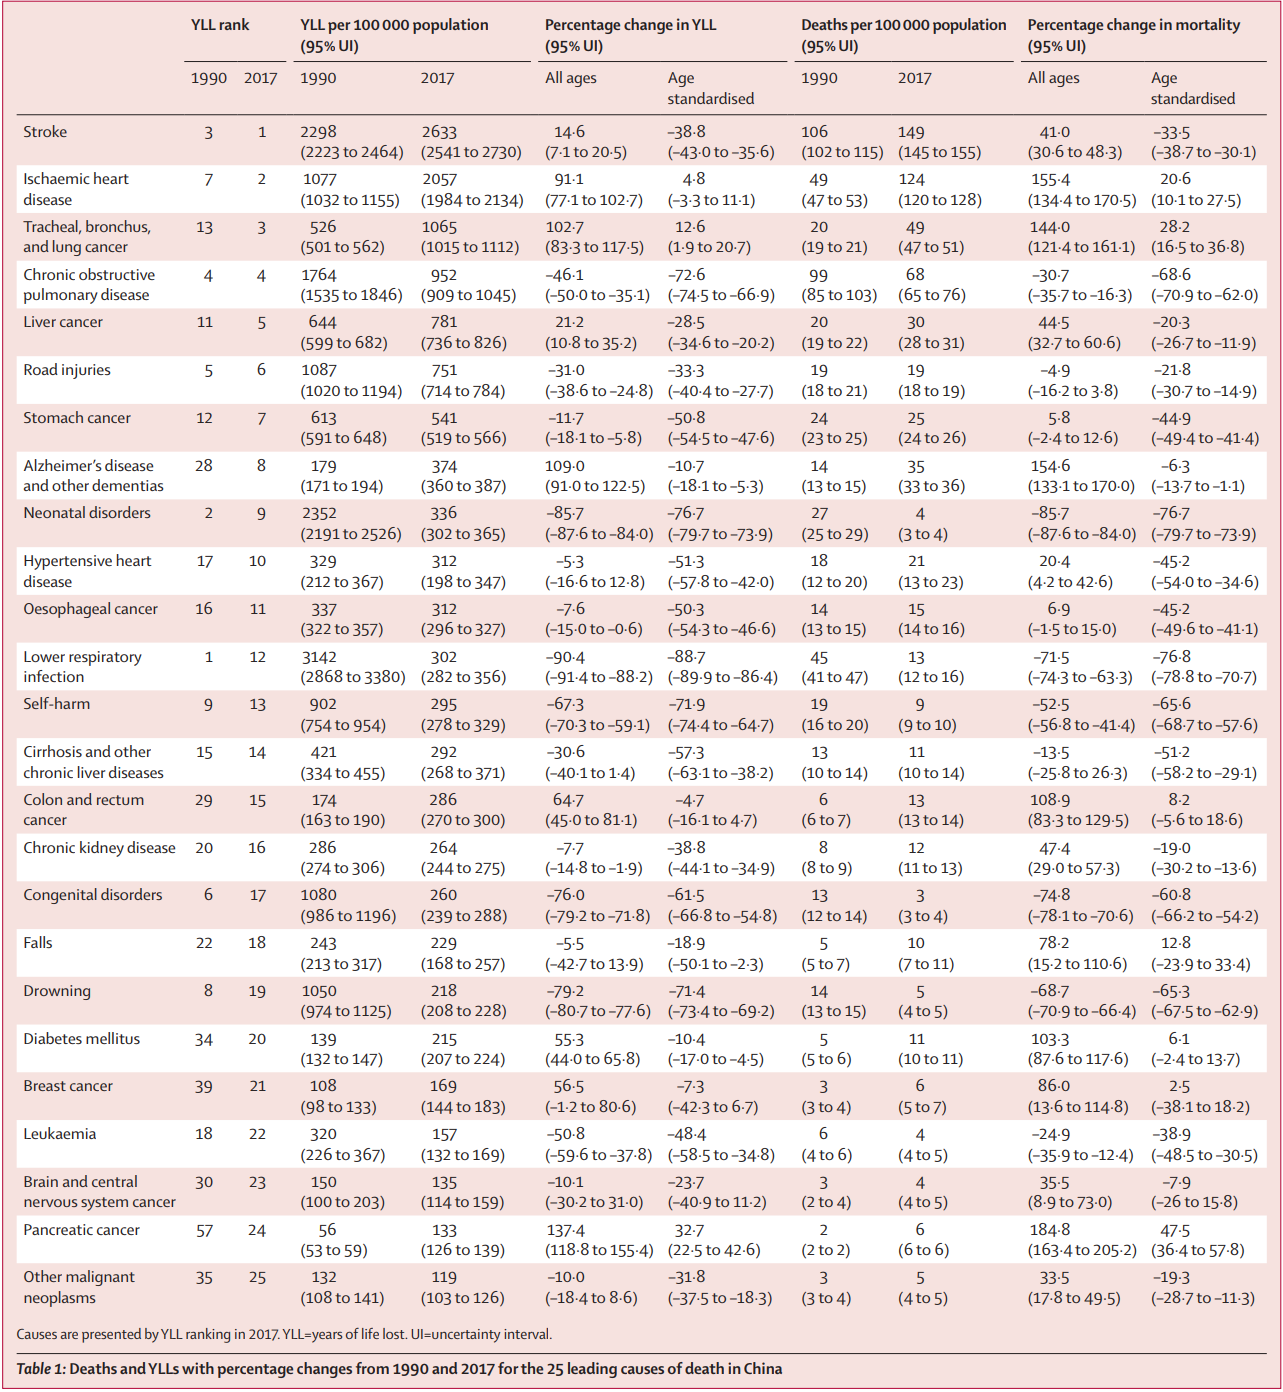 YLL rank YLL per 100 000 population Percentage change in YLL Deaths per 100 000 population Percentage change in mortality
(95% UI) (95% UI) (95% UI) (95% UI)
1990 2017 1990 2017 All ages Age 1990 2017 All ages Age
standardised standardised
Stroke 3 1 2298 2633 14·6 –38·8 106 149 41·0 –33·5
(2223 to 2464) (2541 to 2730) (7·1 to 20·5) (–43·0 to –35·6) (102 to 115) (145 to 155) (30·6 to 48·3) (–38·7 to –30·1)
Ischaemic heart 7 2 1077 2057 91·1 4·8 49 124 155·4 20·6
disease (1032 to 1155) (1984 to 2134) (77·1 to 102·7) (–3·3 to 11·1) (47 to 53) (120 to 128) (134·4 to 170·5) (10·1 to 27·5)
Tracheal, bronchus, 13 3 526 1065 102·7 12·6 20 49 144·0 28·2
and lung cancer (501 to 562) (1015 to 1112) (83·3 to 117·5) (1·9 to 20·7) (19 to 21) (47 to 51) (121·4 to 161·1) (16·5 to 36·8)
Chronic obstructive 4 4 1764 952 –46·1 –72·6 99 68 –30·7 –68·6
pulmonary disease (1535 to 1846) (909 to 1045) (–50·0 to –35·1) (–74·5 to –66·9) (85 to 103) (65 to 76) (–35·7 to –16·3) (–70·9 to –62·0)
Liver cancer 11 5 644 781 21·2 –28·5 20 30 44·5 –20·3
(599 to 682) (736 to 826) (10·8 to 35·2) (–34·6 to –20·2) (19 to 22) (28 to 31) (32·7 to 60·6) (–26·7 to –11·9)
Road injuries 5 6 1087 751 –31·0 –33·3 19 19 –4·9 –21·8
(1020 to 1194) (714 to 784) (–38·6 to –24·8) (–40·4 to –27·7) (18 to 21) (18 to 19) (–16·2 to 3·8) (–30·7 to –14·9)
Stomach cancer 12 7 613 541 –11·7 –50·8 24 25 5·8 –44·9
(591 to 648) (519 to 566) (–18·1 to –5·8) (–54·5 to –47·6) (23 to 25) (24 to 26) (–2·4 to 12·6) (–49·4 to –41·4)
Alzheimer's disease 28 8 179 374 109·0 –10·7 14 35 154·6 –6·3
and other dementias (171 to 194) (360 to 387) (91·0 to 122·5) (–18·1 to –5·3) (13 to 15) (33 to 36) (133·1 to 170·0) (–13·7 to –1·1)
Neonatal disorders 2 9 2352 336 –85·7 –76·7 27 4 –85·7 –76·7
(2191 to 2526) (302 to 365) (–87·6 to –84·0) (–79·7 to –73·9) (25 to 29) (3 to 4) (–87·6 to –84·0) (–79·7 to –73·9)
Hypertensive heart 17 10 329 312 –5·3 –51·3 18 21 20·4 –45·2
disease (212 to 367) (198 to 347) (–16·6 to 12·8) (–57·8 to –42·0) (12 to 20) (13 to 23) (4·2 to 42·6) (–54·0 to –34·6)
Oesophageal cancer 16 11 337 312 –7·6 –50·3 14 15 6·9 –45·2
(322 to 357) (296 to 327) (–15·0 to –0·6) (–54·3 to –46·6) (13 to 15) (14 to 16) (–1·5 to 15·0) (–49·6 to –41·1)
Lower respiratory 1 12 3142 302 –90·4 –88·7 45 13 –71·5 –76·8
infection (2868 to 3380) (282 to 356) (–91·4 to –88·2) (–89·9 to –86·4) (41 to 47) (12 to 16) (–74·3 to –63·3) (–78·8 to –70·7)
Self-harm 9 13 902 295 –67·3 –71·9 19 9 –52·5 –65·6
(754 to 954) (278 to 329) (–70·3 to –59·1) (–74·4 to –64·7) (16 to 20) (9 to 10) (–56·8 to –41·4) (–68·7 to –57·6)
Cirrhosis and other 15 14 421 292 –30·6 –57·3 13 11 –13·5 –51·2
chronic liver diseases (334 to 455) (268 to 371) (–40·1 to 1·4) (–63·1 to –38·2) (10 to 14) (10 to 14) (–25·8 to 26·3) (–58·2 to –29·1)
Colon and rectum 29 15 174 286 64·7 –4·7 6 13 108·9 8·2
cancer (163 to 190) (270 to 300) (45·0 to 81·1) (–16·1 to 4·7) (6 to 7) (13 to 14) (83·3 to 129·5) (–5·6 to 18·6)
Chronic kidney disease 20 16 286 264 –7·7 –38·8 8 12 47·4 –19·0
(274 to 306) (244 to 275) (–14·8 to –1·9) (–44·1 to –34·9) (8 to 9) (11 to 13) (29·0 to 57·3) (–30·2 to –13·6)
Congenital disorders 6 17 1080 260 –76·0 –61·5 13 3 –74·8 –60·8
(986 to 1196) (239 to 288) (–79·2 to –71·8) (–66·8 to –54·8) (12 to 14) (3 to 4) (–78·1 to –70·6) (–66·2 to –54·2)
Falls 22 18 243 229 –5·5 –18·9 5 10 78·2 12·8
(213 to 317) (168 to 257) (–42·7 to 13·9) (–50·1 to –2·3) (5 to 7) (7 to 11) (15·2 to 110·6) (–23·9 to 33·4)
Drowning 8 19 1050 218 –79·2 –71·4 14 5 –68·7 –65·3
(974 to 1125) (208 to 228) (–80·7 to –77·6) (–73·4 to –69·2) (13 to 15) (4 to 5) (–70·9 to –66·4) (–67·5 to –62·9)
Diabetes mellitus 34 20 139 215 55·3 –10·4 5 11 103·3 6·1
(132 to 147) (207 to 224) (44·0 to 65·8) (–17·0 to –4·5) (5 to 6) (10 to 11) (87·6 to 117·6) (–2·4 to 13·7)
Breast cancer 39 21 108 169 56·5 –7·3 3 6 86·0 2·5
(98 to 133) (144 to 183) (–1·2 to 80·6) (–42·3 to 6·7) (3 to 4) (5 to 7) (13·6 to 114·8) (–38·1 to 18·2)
Leukaemia 18 22 320 157 –50·8 –48·4 6 4 –24·9 –38·9
(226 to 367) (132 to 169) (–59·6 to –37·8) (–58·5 to –34·8) (4 to 6) (4 to 5) (–35·9 to –12·4) (–48·5 to –30·5)
Brain and central 30 23 150 135 –10·1 –23·7 3 4 35·5 –7·9
nervous system cancer (100 to 203) (114 to 159) (–30·2 to 31·0) (–40·9 to 11·2) (2 to 4) (4 to 5) (8·9 to 73·0) (–26 to 15·8)
Pancreatic cancer 57 24 56 133 137·4 32·7 2 6 184·8 47·5
(53 to 59) (126 to 139) (118·8 to 155·4) (22·5 to 42·6) (2 to 2) (6 to 6) (163·4 to 205·2) (36·4 to 57·8)
Other malignant 35 25 132 119 –10·0 –31·8 3 5 33·5 –19·3
neoplasms (108 to 141) (103 to 126) (–18·4 to 8·6) (–37·5 to –18·3) (3 to 4) (4 to 5) (17·8 to 49·5) (–28·7 to –11·3)
Causes are presented by YLL ranking in 2017. YLL=years of life lost. UI=uncertainty interval.
Table 1: Deaths and YLLs with percentage changes from 1990 and 2017 for the 25 leading causes of death in China